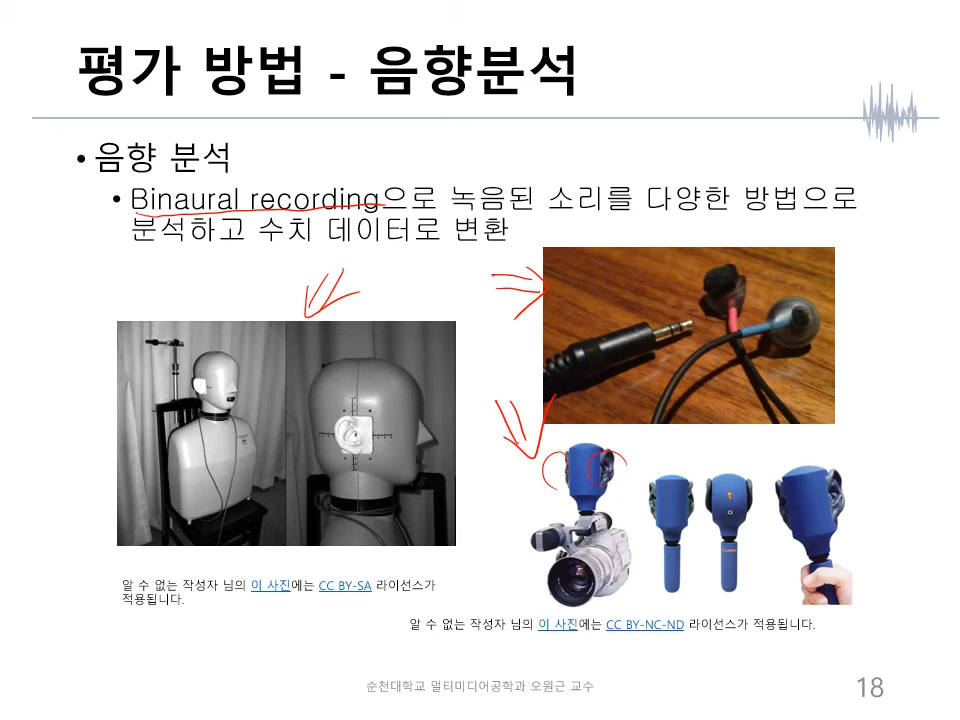 평가 방법 - 음향분석
• 음향 분석
• Binaural recording으로 녹음된 소리를 다양한 방법으로
분석하고 수치 데이터로 변환
알 수 없는 작성자 님의 이 사진에는 CC BY-SA 라이선스가
적용됩니다.
알 수 없는 작성자 님의 이 사진에는 CC BY-NC-ND 라이선스가 적용됩니다.
순천대학교 멀티미디어공학과 오원근 교수
18